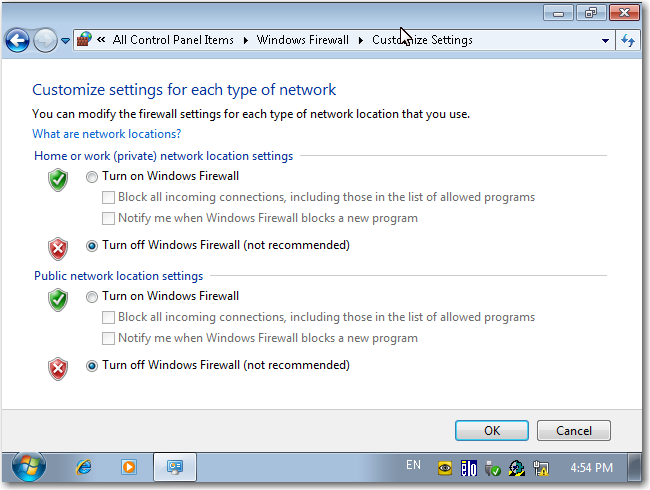 « All Control Panel Items Windows Firewall Customize Settings
Customize settings for each type of network
You can modify the firewall settings for each type of network location that you use.
What are network locations?
Home or work (private) network location settings
Turn on Windows Firewall
Block all incoming connections, including those in the list of allowed programs
Notify me when Windows Firewall blocks a new program
Turn off Windows Firewall (not recommended)
Public network location settings
Turn on Windows Firewall
Block all incoming connections, including those in the list of allowed programs
Notify me when Windows Firewall blocks a new program
Turn off Windows Firewall (not recommended)
OK Cancel
EN elo 4:54 PM